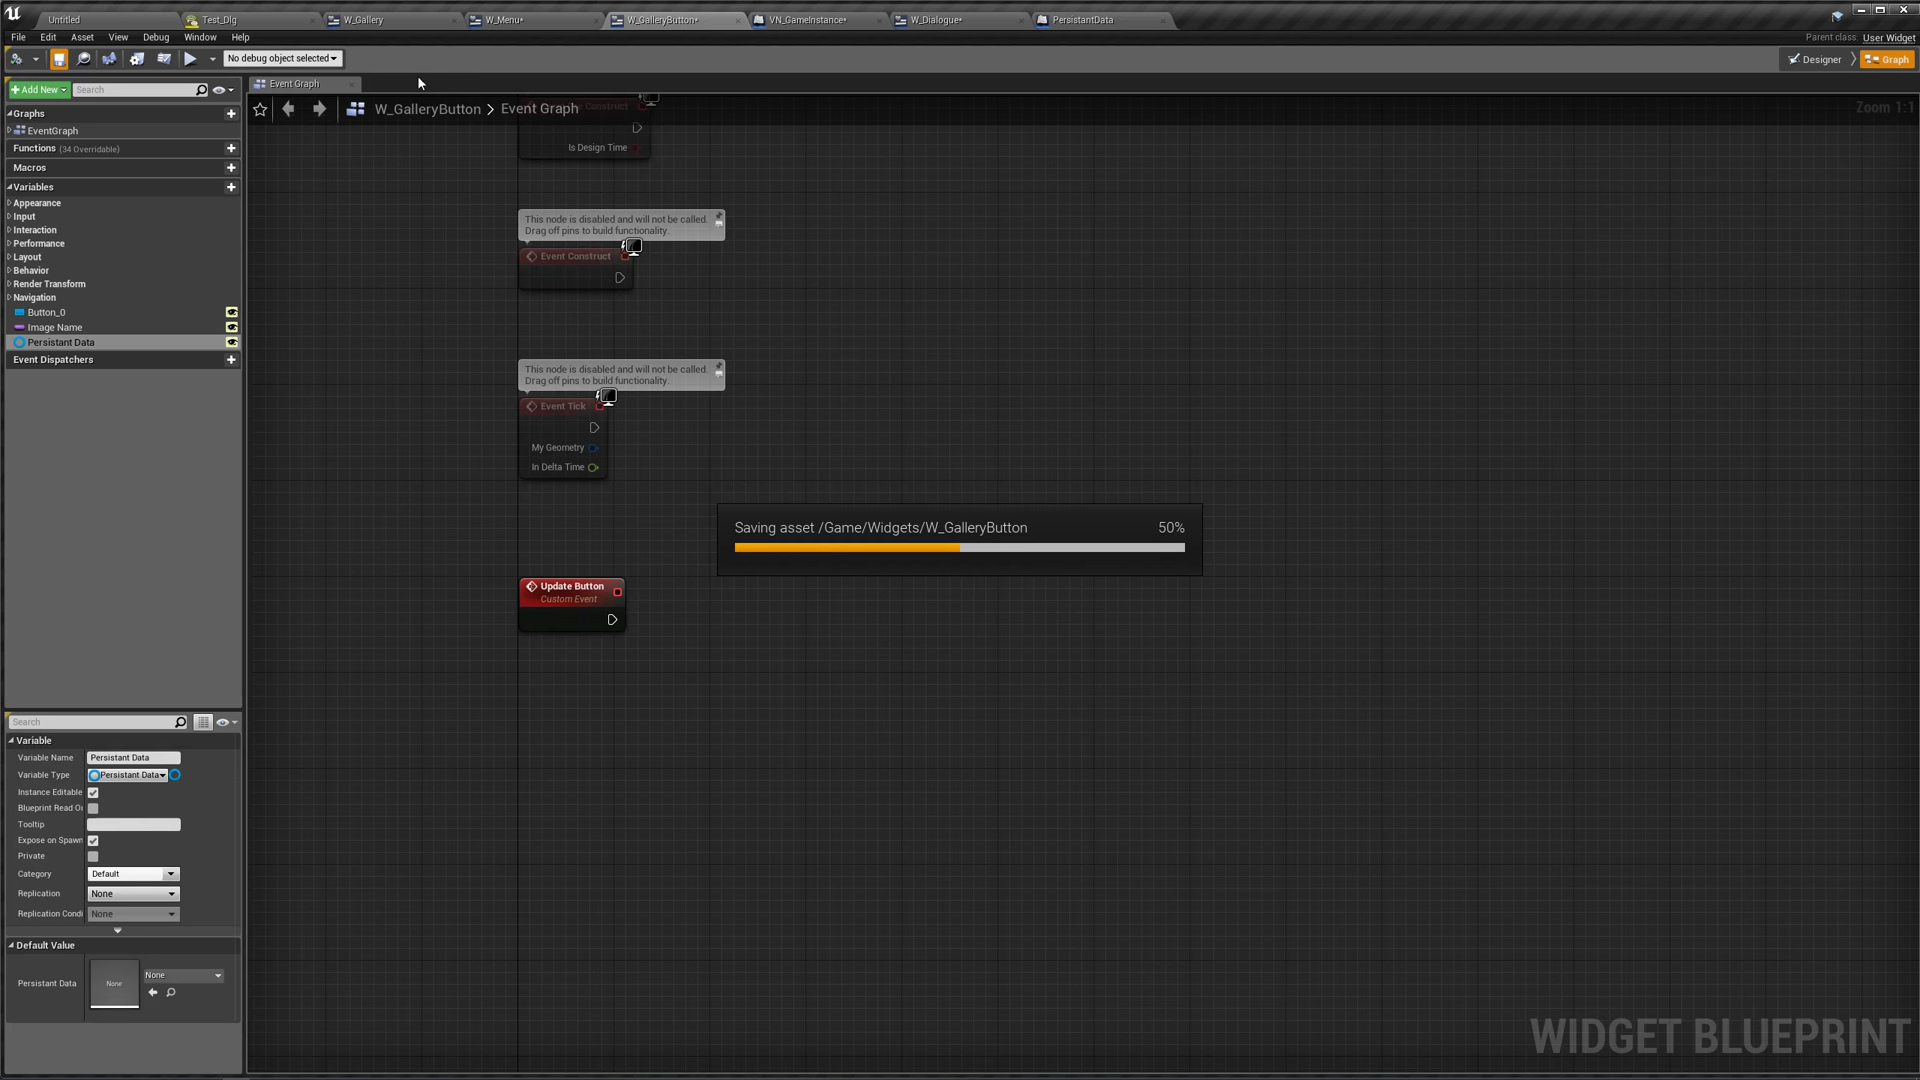 Untitled
Test_Dlg
W_Gallery
W_Menu*
W_GalleryButton*
VN_GameInstance*
W_Dialogue*
PersistantData
File Edit Asset View Debug Window Help
Parent class: User Widget
No debug object selected
Designer
Graph
Add New
Search
Event Graph
W_GalleryButton > Event Graph
Zoom 1:1
Graphs
EventGraph
Functions (34 Overridable)
Macros
Variables
Appearance
Input
Interaction
Performance
Layout
Behavior
Render Transform
Navigation
Button_0
Image Name
Persistant Data
Event Dispatchers
Construct
Is Design Time
This node is disabled and will not be called.
Drag off pins to build functionality.
Event Construct
This node is disabled and will not be called.
Drag off pins to build functionality.
Event Tick
My Geometry
In Delta Time
Saving asset /Game/Widgets/W_GalleryButton 50%
Update Button
Custom Event
Search
Variable
Variable Name Persistant Data
Variable Type Persistant Data
Instance Editable
Blueprint Read O
Tooltip
Expose on Spawn
Private
Category Default
Replication None
Replication Condi None
Default Value
Persistant Data None None
WIDGET BLUEPRINT